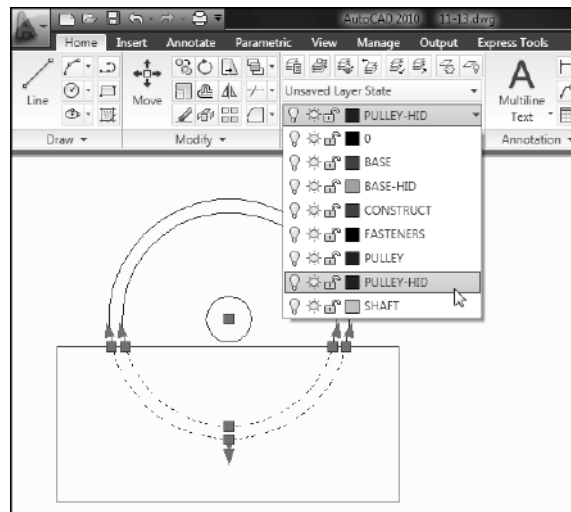 AutoCAD 2010 11-13.dwg
Home Insert Annotate Parametric View Manage Output Express Tools
Line
Move
Unsaved Layer State
PULLEY-HID
Multiline
Text
Draw
Modify
Annotation
0
BASE
BASE-HID
CONSTRUCT
FASTENERS
PULLEY
PULLEY-HID
SHAFT